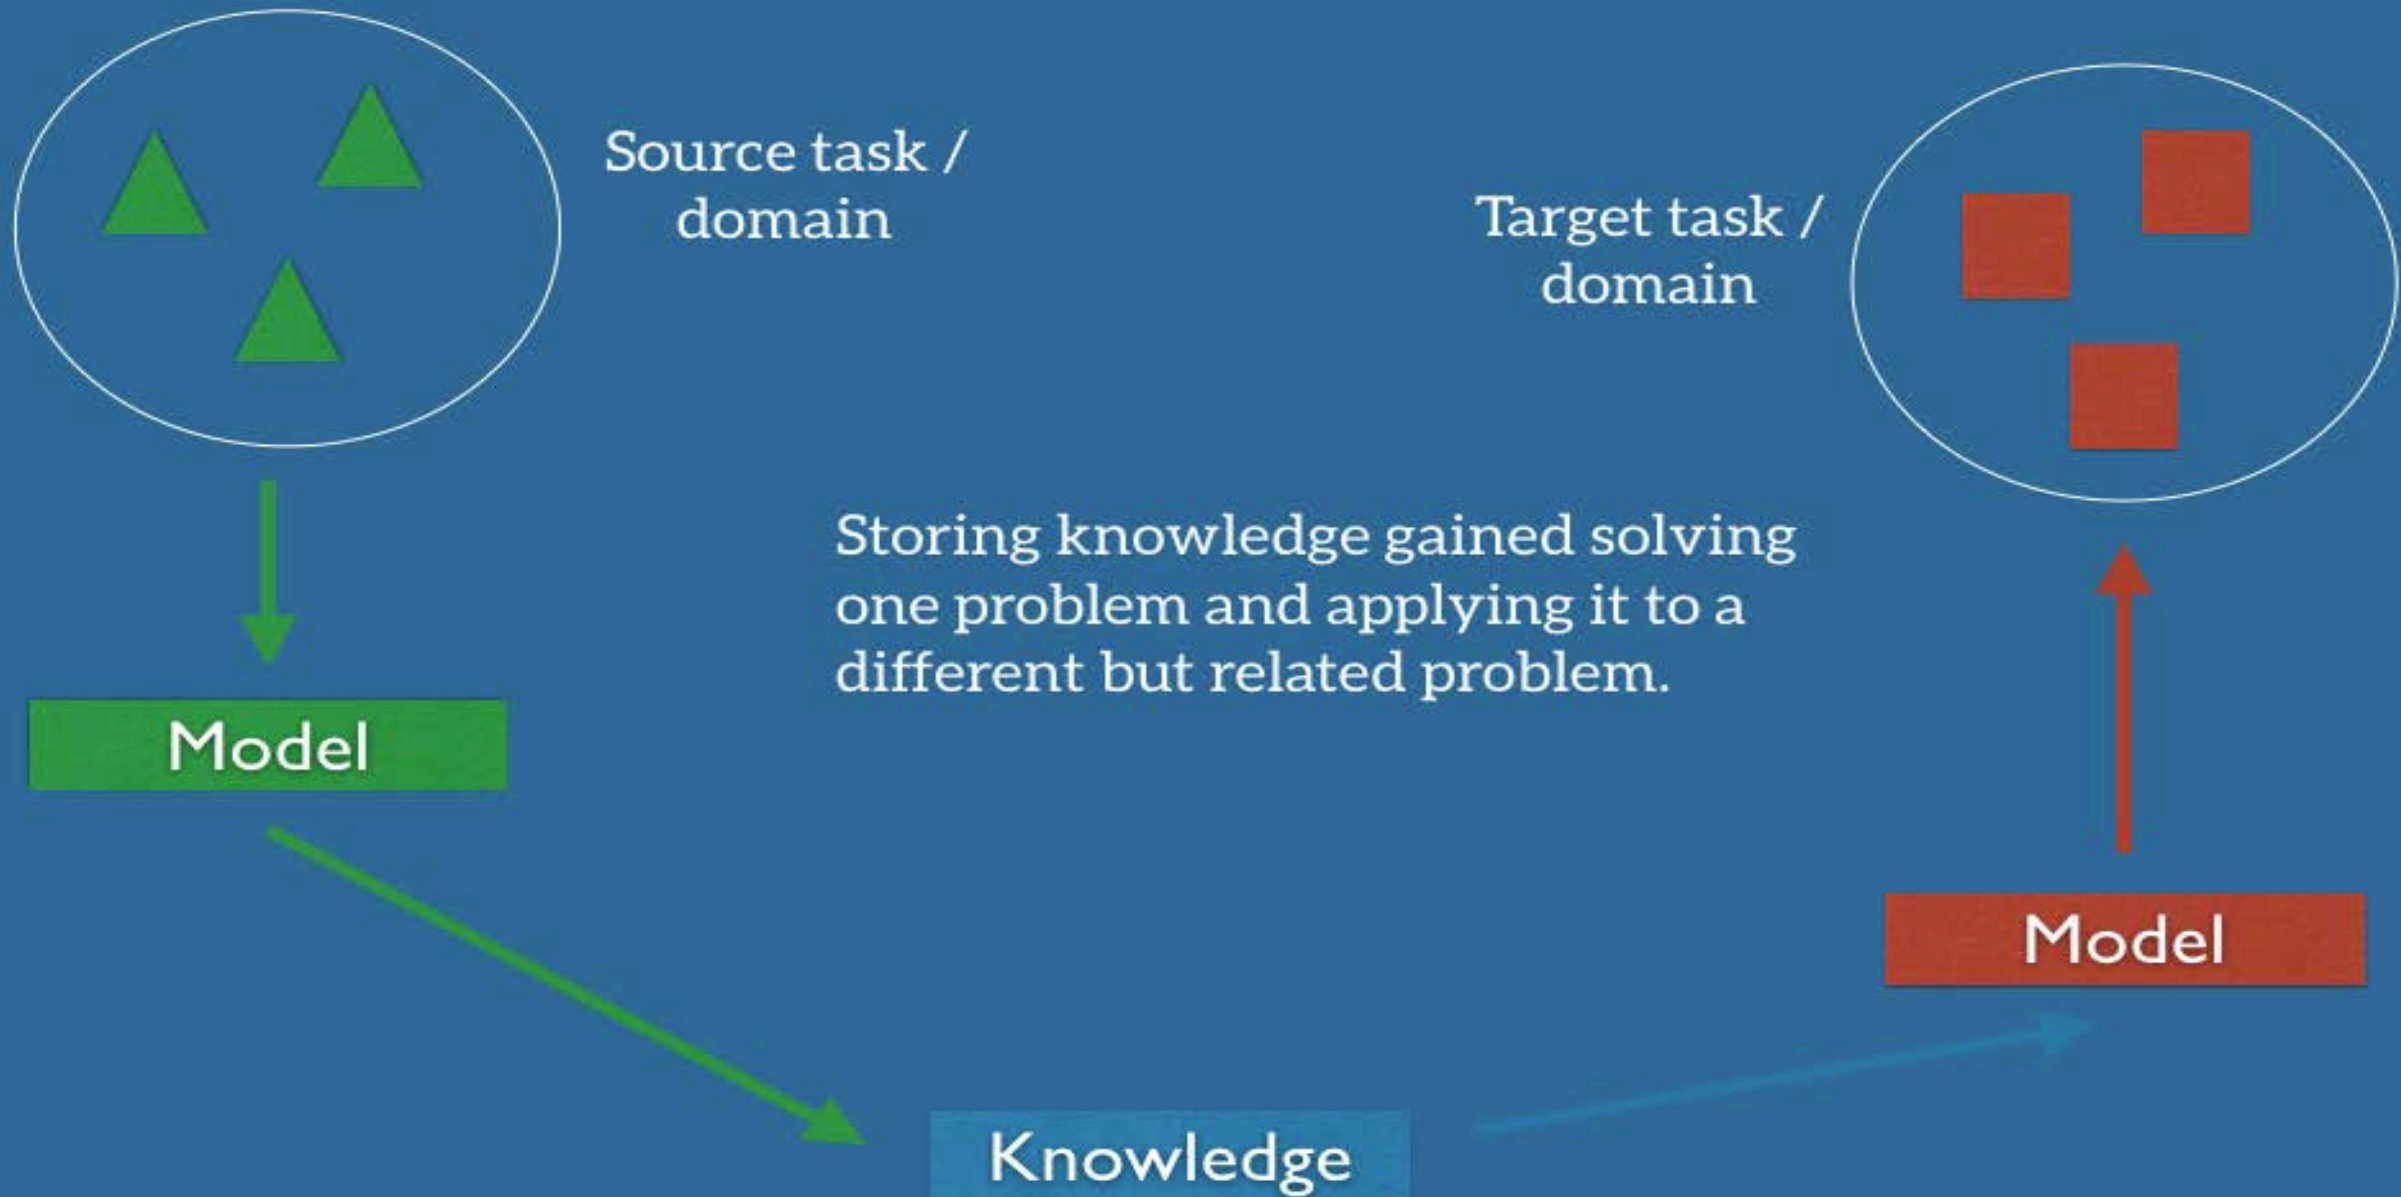 Source task /
domain
Target task /
domain
Storing knowledge gained solving
one problem and applying it to a
different but related problem.
Model
Model
Knowledge